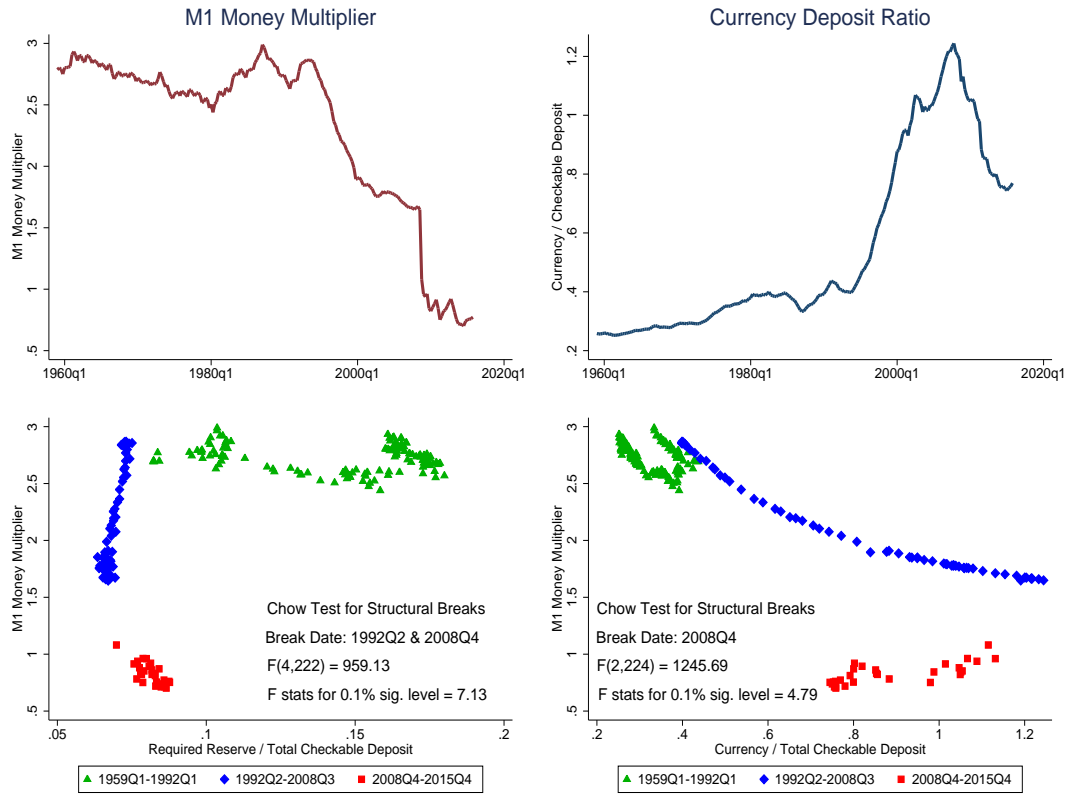 M1 Money Multiplier
M1 Money Mulitplier
3
2.5
2
1.5
1
.5
1960q1 1980q1 2000q1 2020q1
Currency Deposit Ratio
Currency / Checkable Deposit
1.2
1
.8
.6
.4
.2
1960q1 1980q1 2000q1 2020q1
M1 Money Mulitplier
3
2.5
2
1.5
1
.5
Chow Test for Structural Breaks
Break Date: 1992Q2 & 2008Q4
F(4,222) = 959.13
F stats for 0.1% sig. level = 7.13
.05 .1 .15 .2
Required Reserve / Total Checkable Deposit
1959Q1-1992Q1 1992Q2-2008Q3 2008Q4-2015Q4
M1 Money Mulitplier
3
2.5
2
1.5
1
.5
Chow Test for Structural Breaks
Break Date: 2008Q4
F(2,224) = 1245.69
F stats for 0.1% sig. level = 4.79
.2 .4 .6 .8 1 1.2
Currency / Total Checkable Deposit
1959Q1-1992Q1 1992Q2-2008Q3 2008Q4-2015Q4